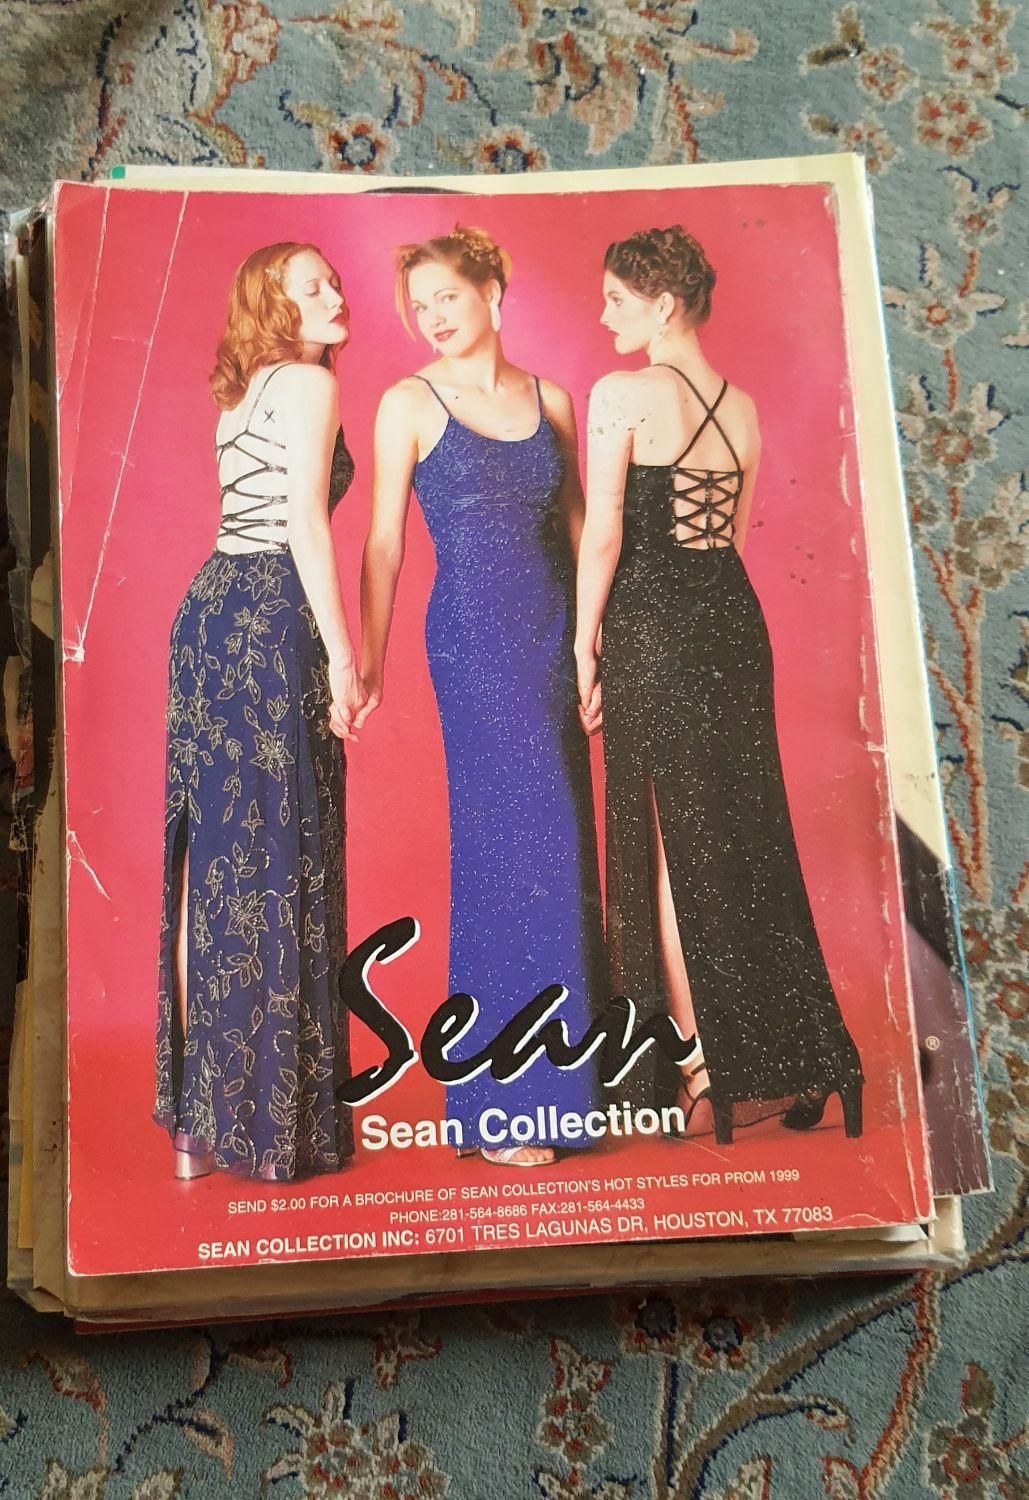 Sean
Sean Collection
SEND $2.00 FOR A BROCHURE OF SEAN COLLECTION'S HOT STYLES FOR PROM 1999
PHONE:281-564-8686 FAX:281-564-4433
SEAN COLLECTION INC: 6701 TRES LAGUNAS DR, HOUSTON, TX 77083
®